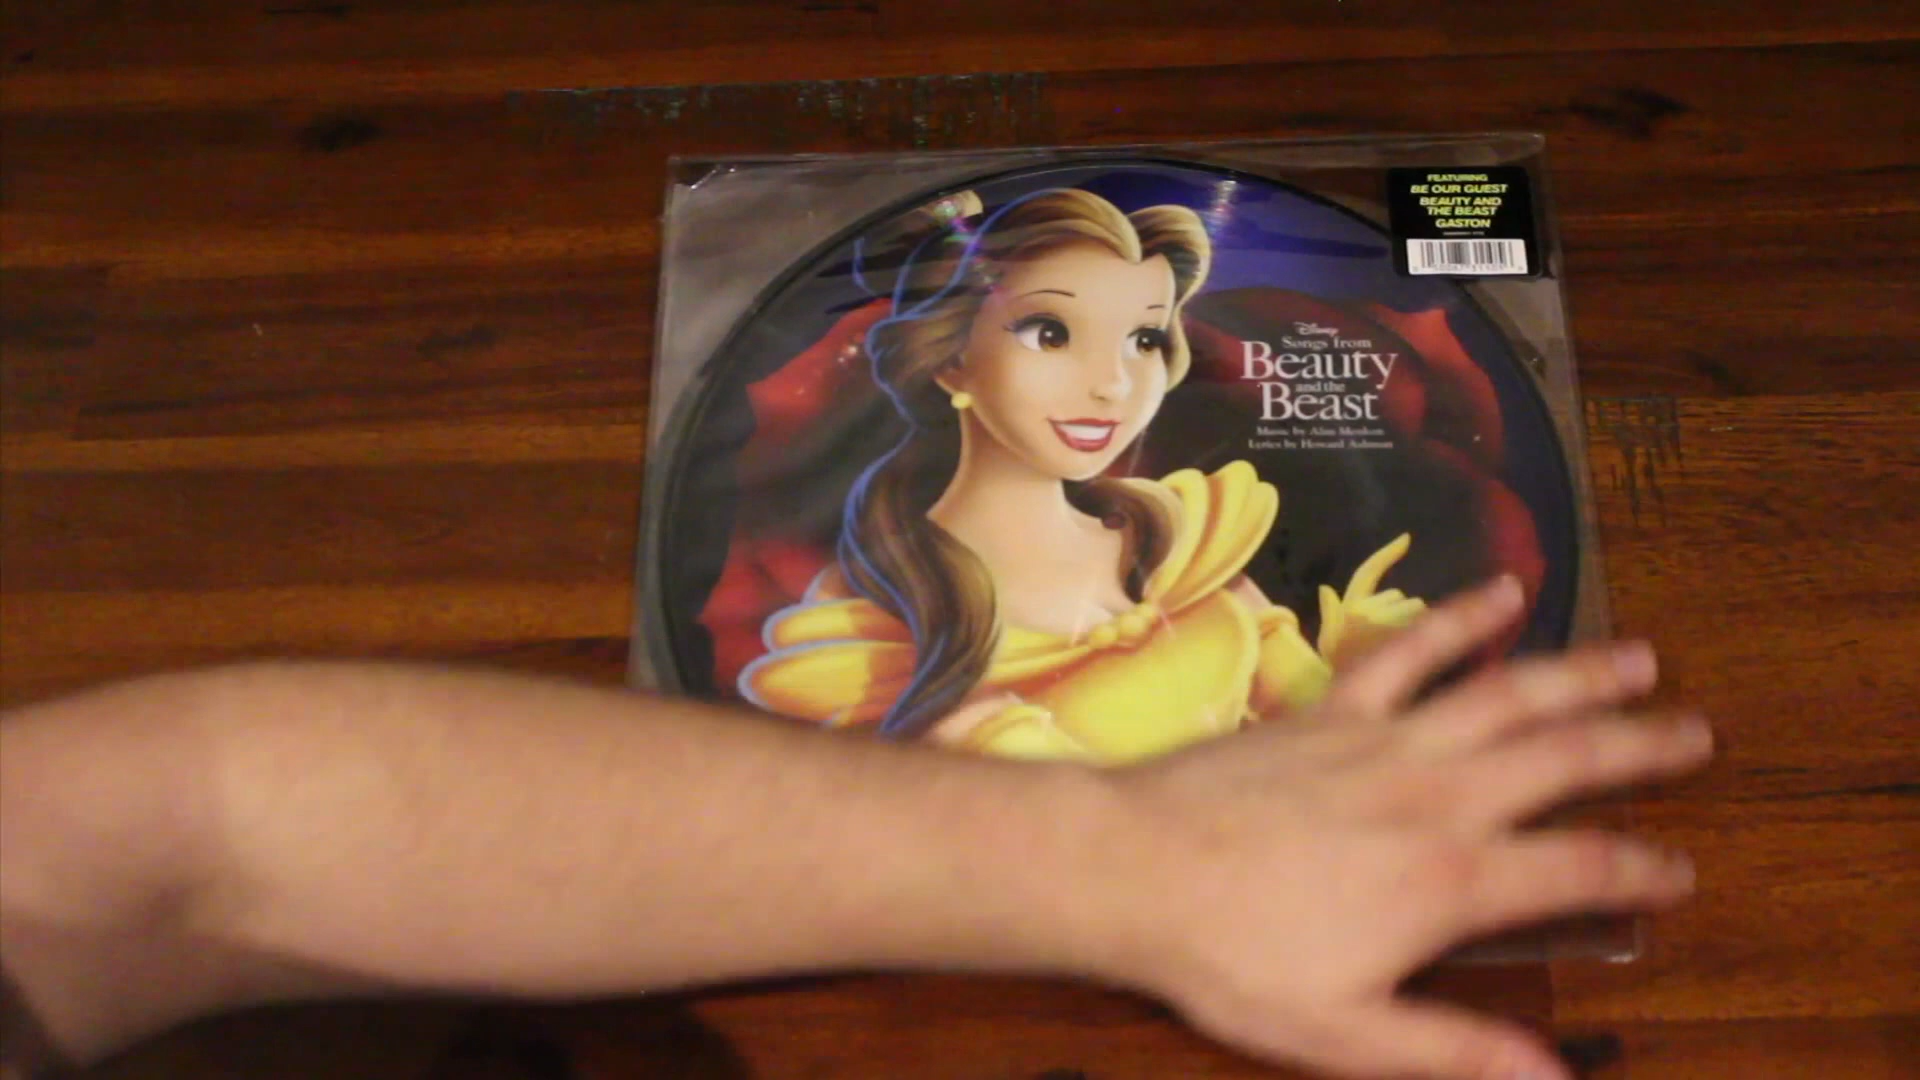 FEATURING
BE OUR GUEST
BEAUTY AND
THE BEAST
GASTON
Disney
Songs from
Beauty
and the
Beast
Music by Alan Menken
Lyrics by Howard Ashman